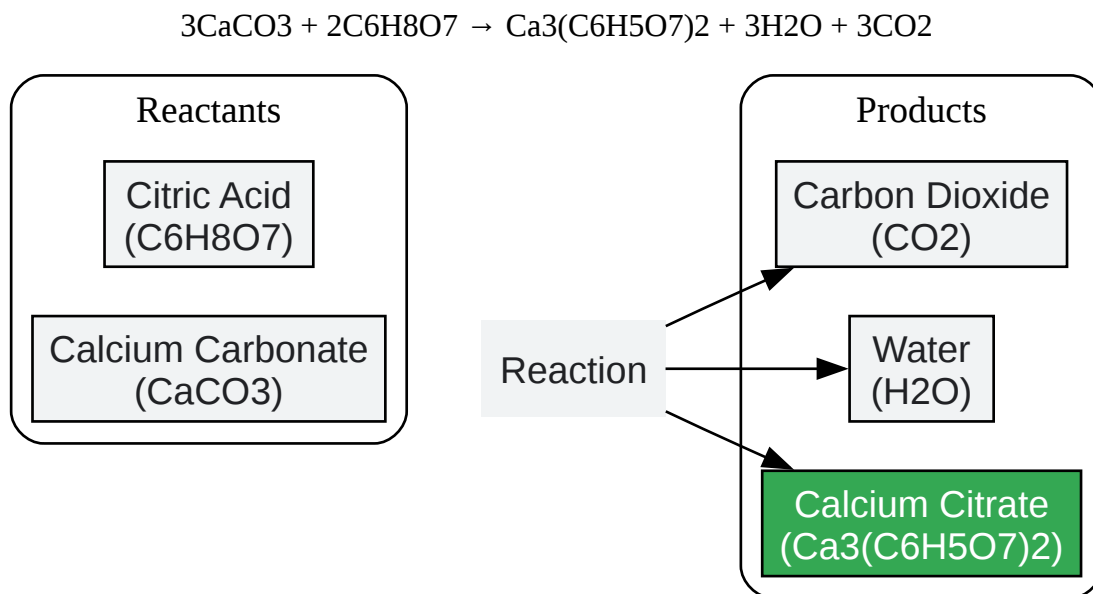 3CaCO3 + 2C6H8O7 → Ca3(C6H5O7)2 + 3H2O + 3CO2
Reactants
Citric Acid
(C6H8O7)
Calcium Carbonate
(CaCO3)
Reaction
Products
Carbon Dioxide
(CO2)
Water
(H2O)
Calcium Citrate
(Ca3(C6H5O7)2)